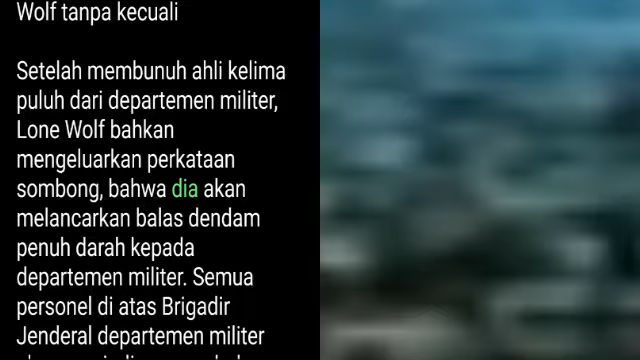 Wolf tanpa kecuali
Setelah membunuh ahli kelima
puluh dari departemen militer,
Lone Wolf bahkan
mengeluarkan perkataan
sombong, bahwa dia akan
melancarkan balas dendam
penuh darah kepada
departemen militer. Semua
personel di atas Brigadir
Jenderal departemen militer